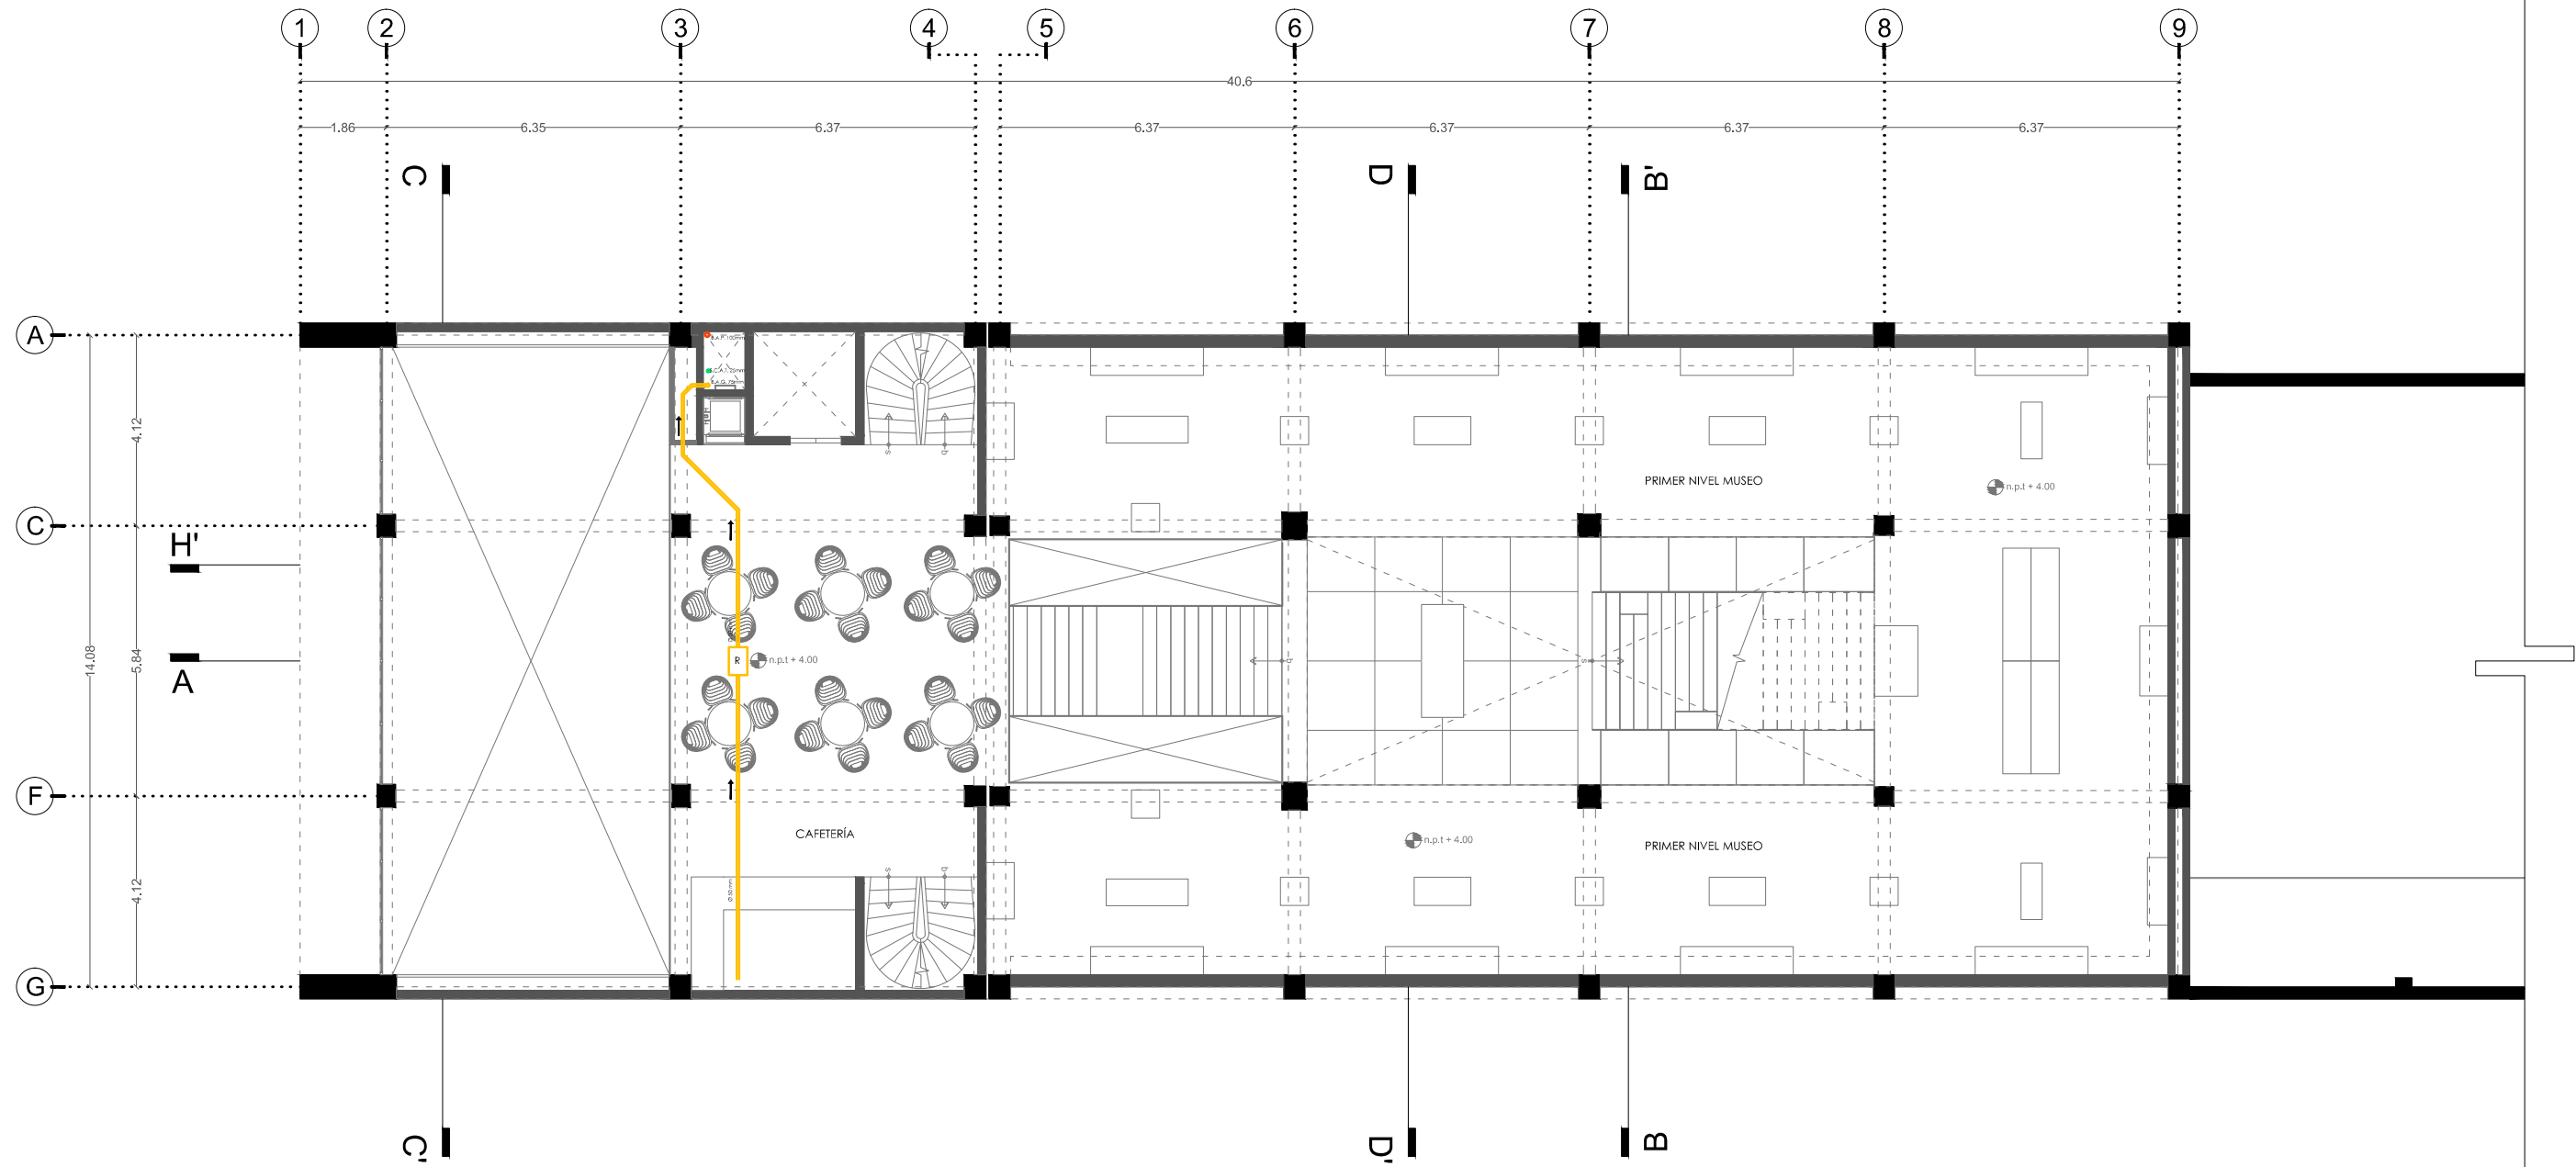 1 2 3 4 5 6 7 8 9
40.6
1.86 6.35 6.37 6.37 6.37 6.37 6.37
C D B'
A
B.A.P. 100mm
B.A.G. 75mm
4.12
s b
PRIMER NIVEL MUSEO
n.p.t + 4.00
C
H'
14.08
5.84
R
n.p.t + 4.00
b
s
A
F
CAFETERÍA
n.p.t + 4.00
PRIMER NIVEL MUSEO
4.12
s b
G
C' D' B